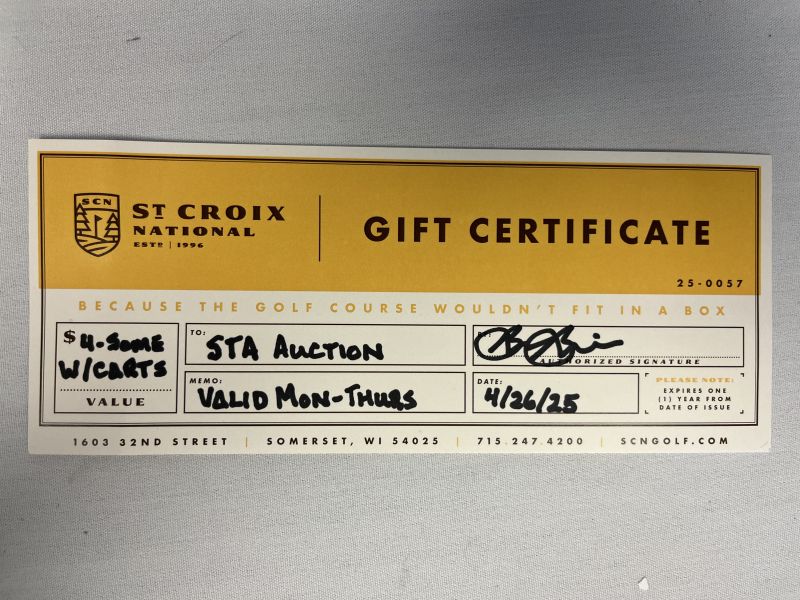 SCN
ST CROIX
NATIONAL
ESTD | 1996
GIFT CERTIFICATE
25-0057
BECAUSE THE GOLF COURSE WOULDN'T FIT IN A BOX
$ 4-SOME
W/CARTS
VALUE
TO:
STA AUCTION
AUTHORIZED SIGNATURE
MEMO:
VALID MON-THURS
DATE:
4/26/25
PLEASE NOTE:
EXPIRES ONE
(1) YEAR FROM
DATE OF ISSUE
1603 32ND STREET | SOMERSET, WI 54025 | 715.247.4200 | SCNGOLF.COM